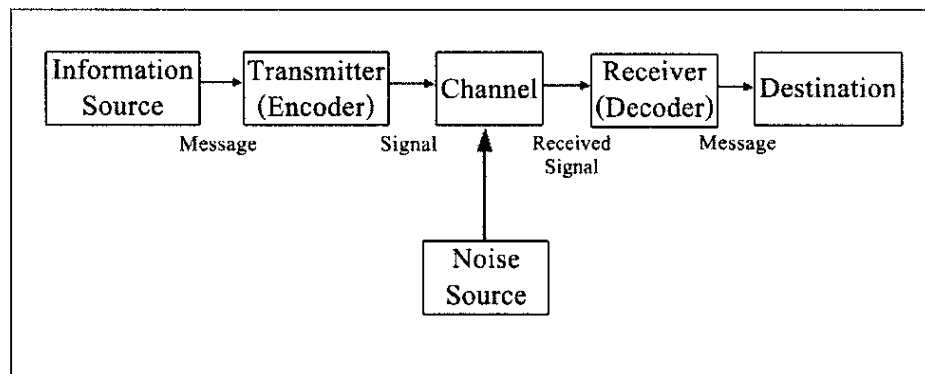 Information
Source
Transmitter
(Encoder)
Channel
Receiver
(Decoder)
Destination
Message
Signal
Received
Signal
Message
Noise
Source